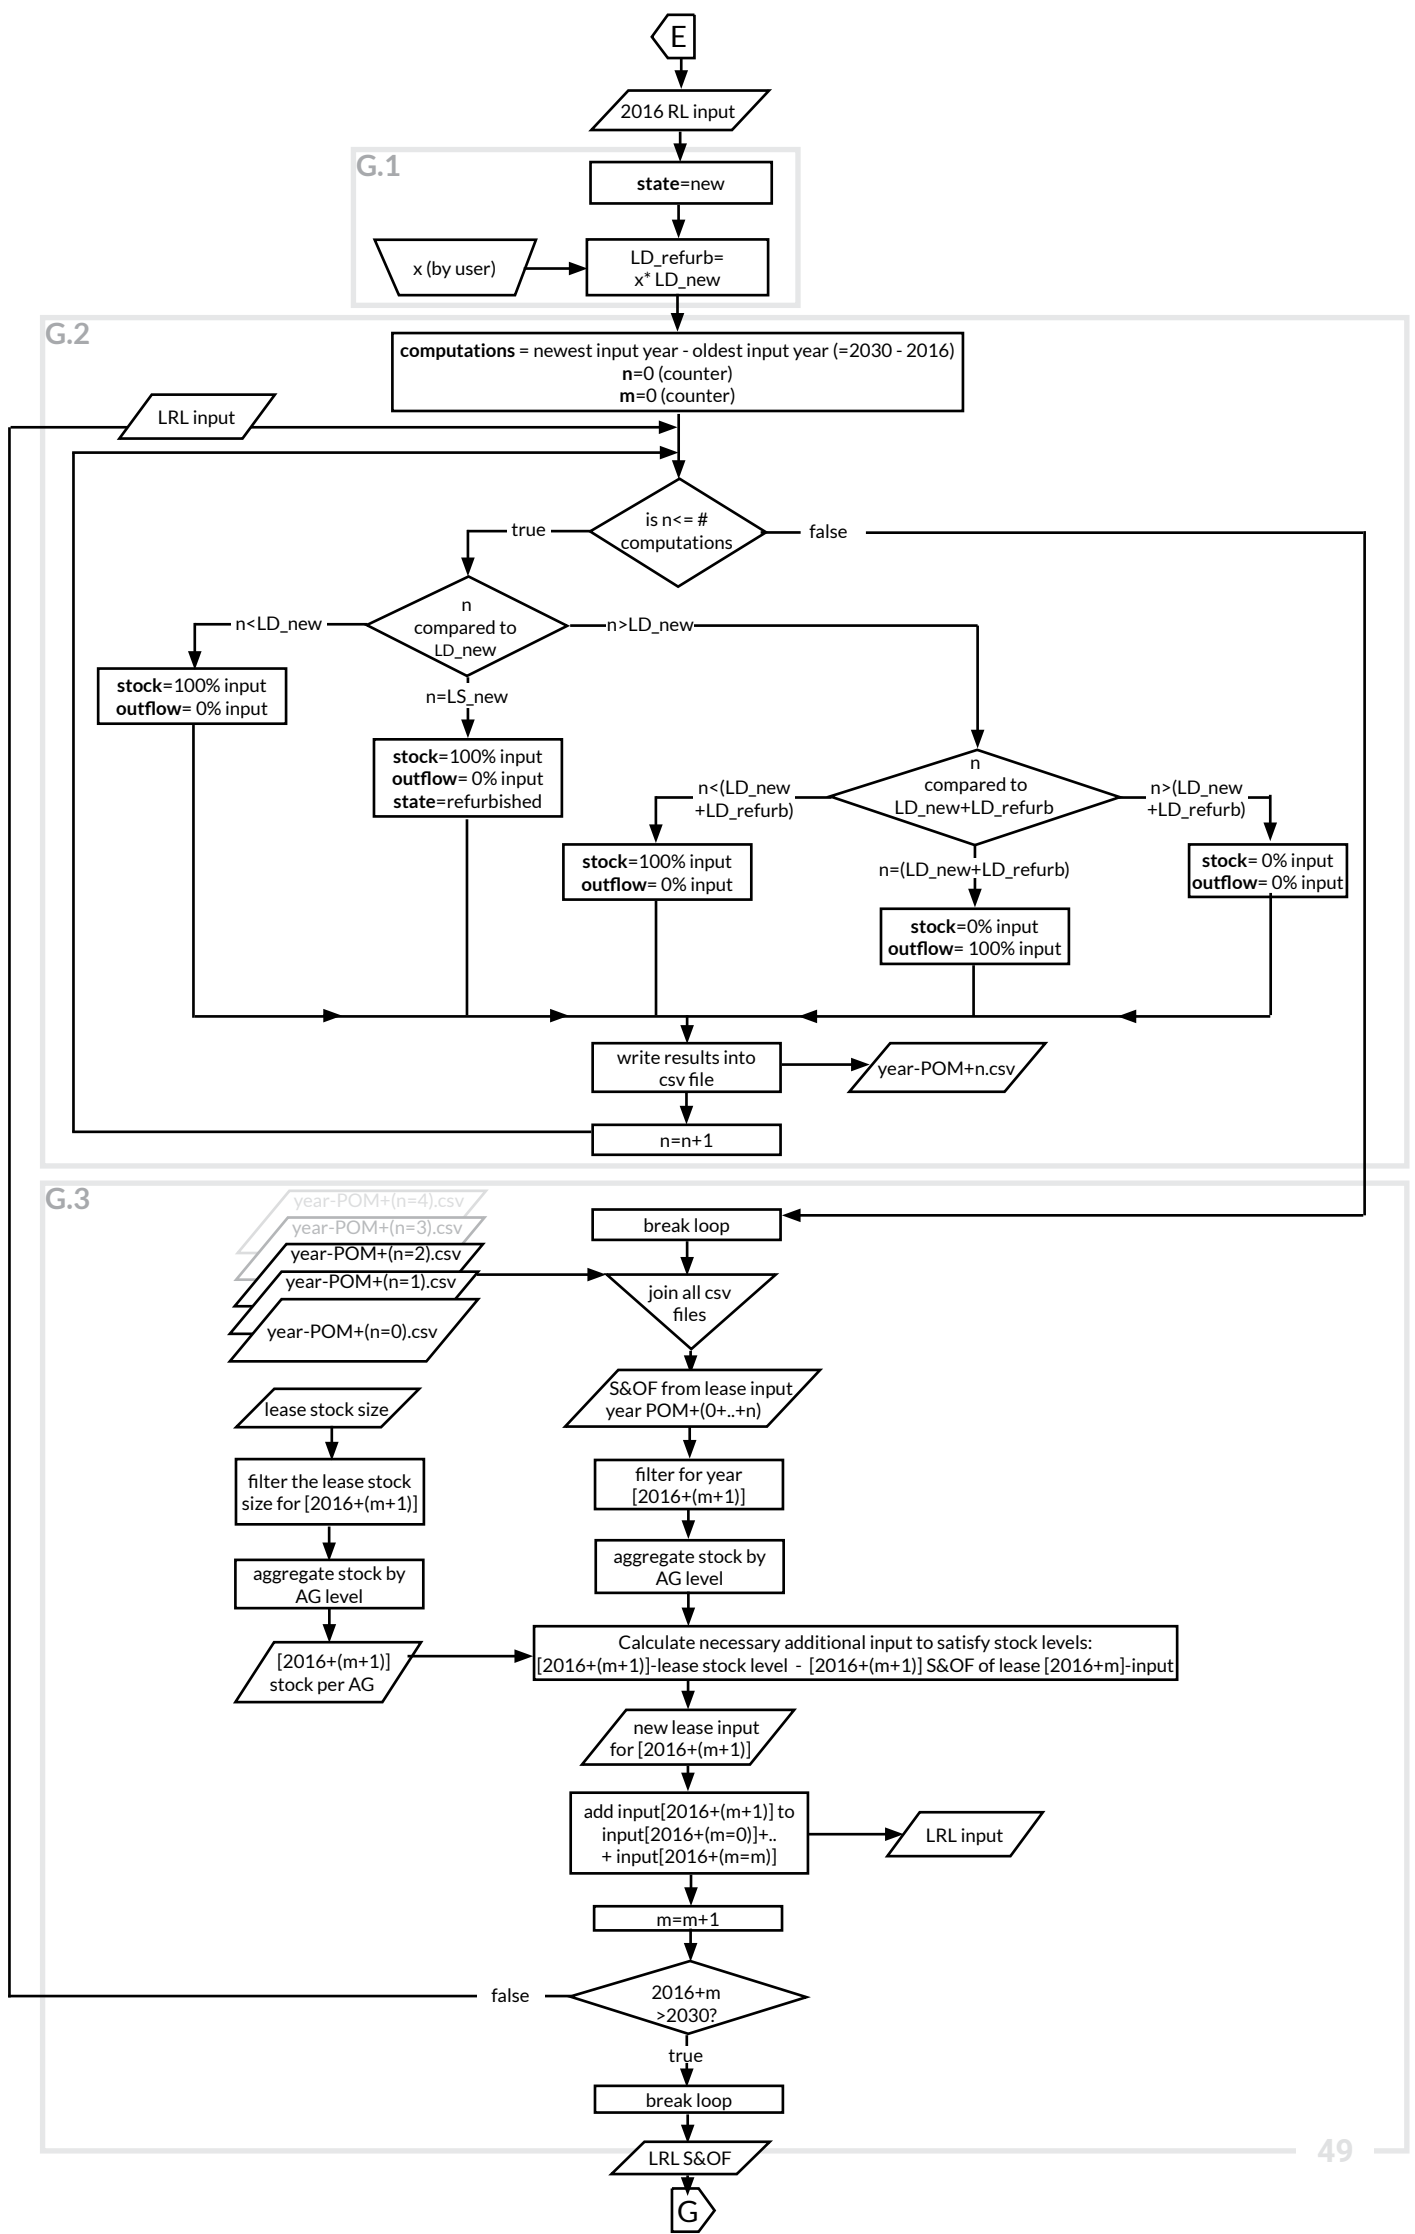 E
2016 RL input
G.1
state=new
x (by user)
LD_refurb=
x* LD_new
G.2
computations = newest input year - oldest input year (=2030 - 2016)
n=0 (counter)
m=0 (counter)
LRL input
is n<= #
computations
true
false
n
compared to
LD_new
n<LD_new
n>LD_new
n=LS_new
stock=100% input
outflow= 0% input
stock=100% input
outflow= 0% input
state=refurbished
n
compared to
LD_new+LD_refurb
n<(LD_new
+LD_refurb)
n>(LD_new
+LD_refurb)
n=(LD_new+LD_refurb)
stock=100% input
outflow= 0% input
stock= 0% input
outflow= 0% input
stock=0% input
outflow= 100% input
write results into
csv file
year-POM+n.csv
n=n+1
G.3
year-POM+(n=4).csv
year-POM+(n=3).csv
year-POM+(n=2).csv
year-POM+(n=1).csv
year-POM+(n=0).csv
break loop
join all csv
files
S&OF from lease input
year POM+(0+..+n)
lease stock size
filter the lease stock
size for [2016+(m+1)]
filter for year
[2016+(m+1)]
aggregate stock by
AG level
aggregate stock by
AG level
[2016+(m+1)]
stock per AG
Calculate necessary additional input to satisfy stock levels:
[2016+(m+1)]-lease stock level - [2016+(m+1)] S&OF of lease [2016+m]-input
new lease input
for [2016+(m+1)]
add input[2016+(m+1)] to
input[2016+(m=0)]+..
+ input[2016+(m=m)]
LRL input
m=m+1
2016+m
>2030?
false
true
break loop
LRL S&OF
49
G